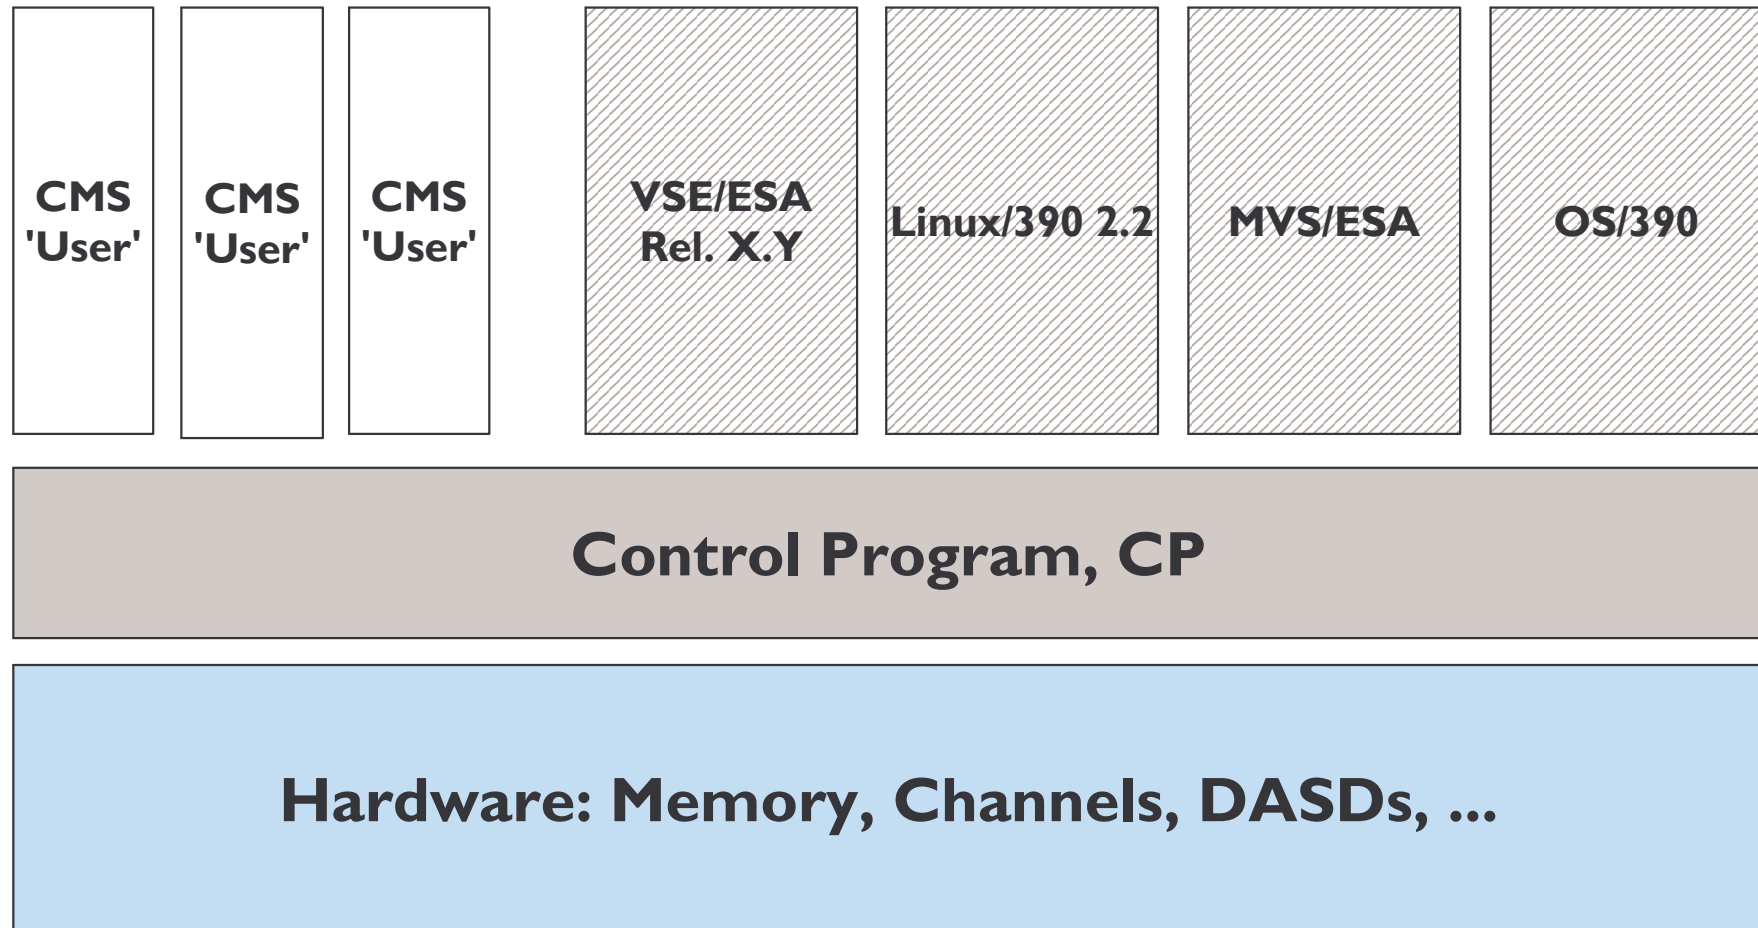 CMS
'User'
CMS
'User'
CMS
'User'
VSE/ESA
Rel. X.Y
Linux/390 2.2
MVS/ESA
OS/390
Control Program, CP
Hardware: Memory, Channels, DASDs, ...